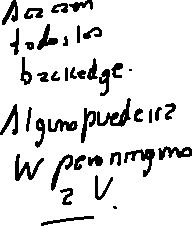 todos los
backedge.
Alguno puede ir a
W pero ninguno
a V.